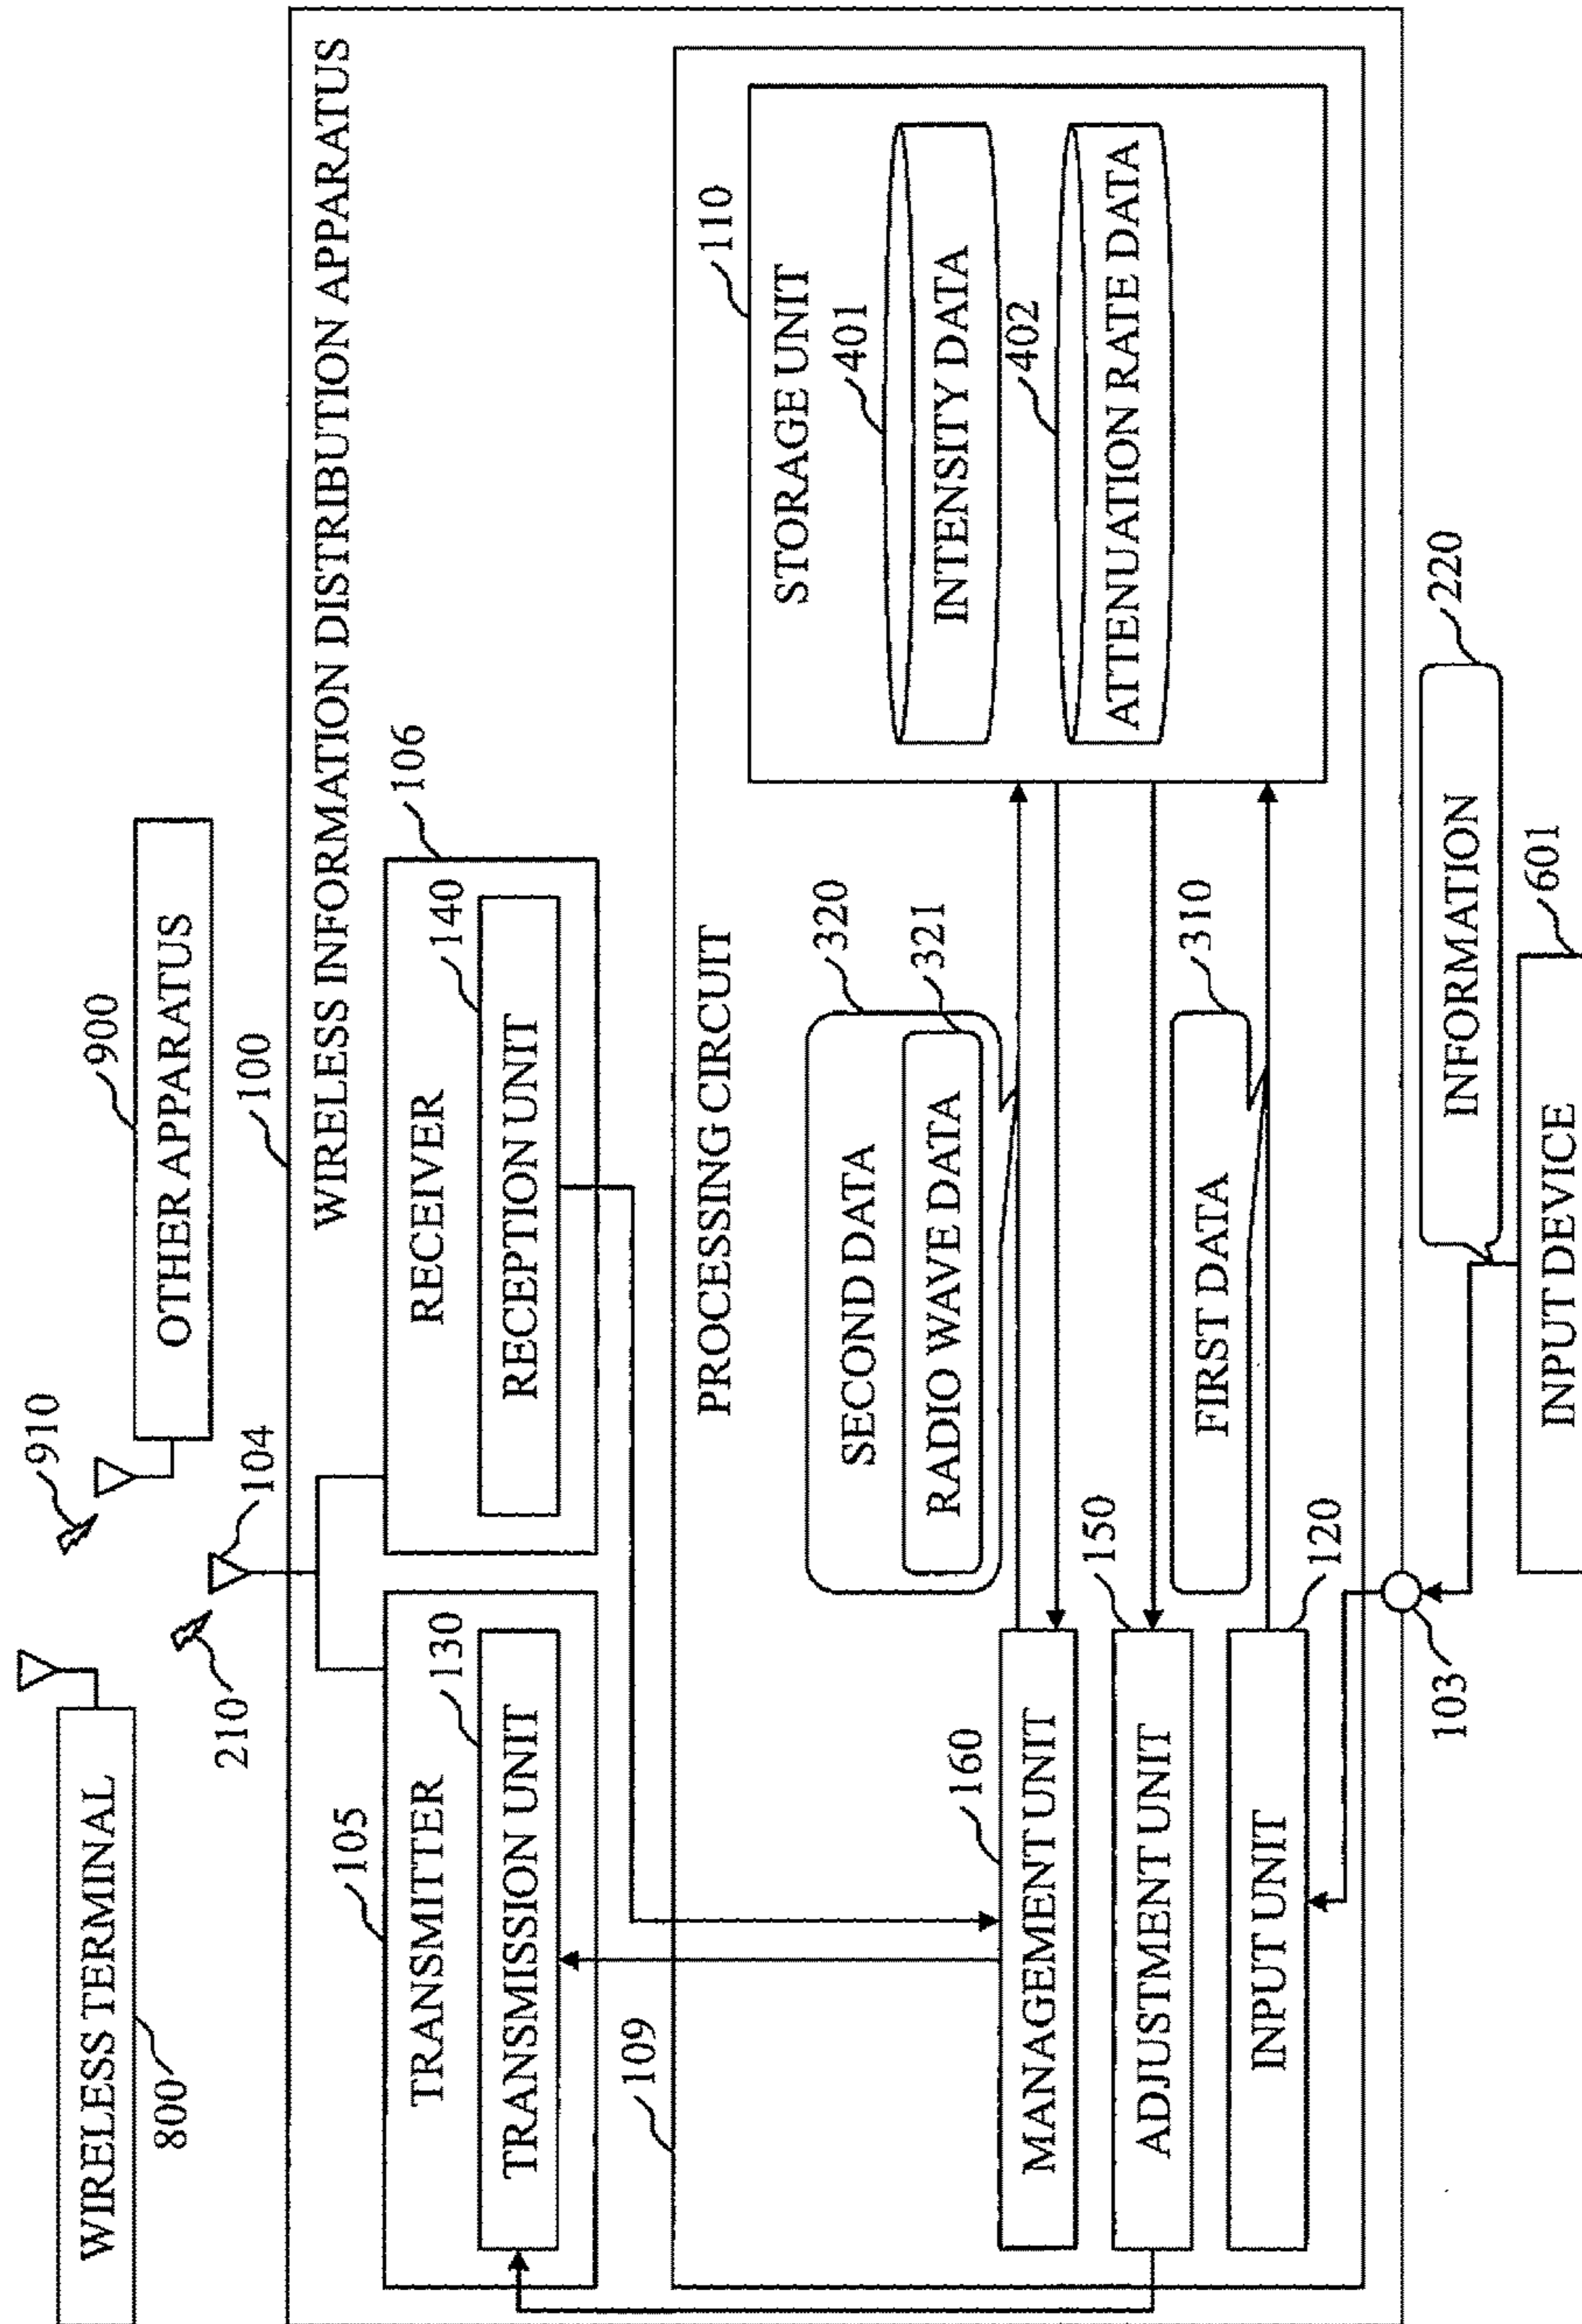 WIRELESS TERMINAL
800
910
900
OTHER APPARATUS
210
104
100
WIRELESS INFORMATION DISTRIBUTION APPARATUS
105
TRANSMITTER
130
TRANSMISSION UNIT
106
RECEIVER
140
RECEPTION UNIT
109
PROCESSING CIRCUIT
110
STORAGE UNIT
401
INTENSITY DATA
402
ATTENUATION RATE DATA
320
SECOND DATA
321
RADIO WAVE DATA
160
MANAGEMENT UNIT
150
ADJUSTMENT UNIT
310
FIRST DATA
120
INPUT UNIT
103
220
INFORMATION
601
INPUT DEVICE